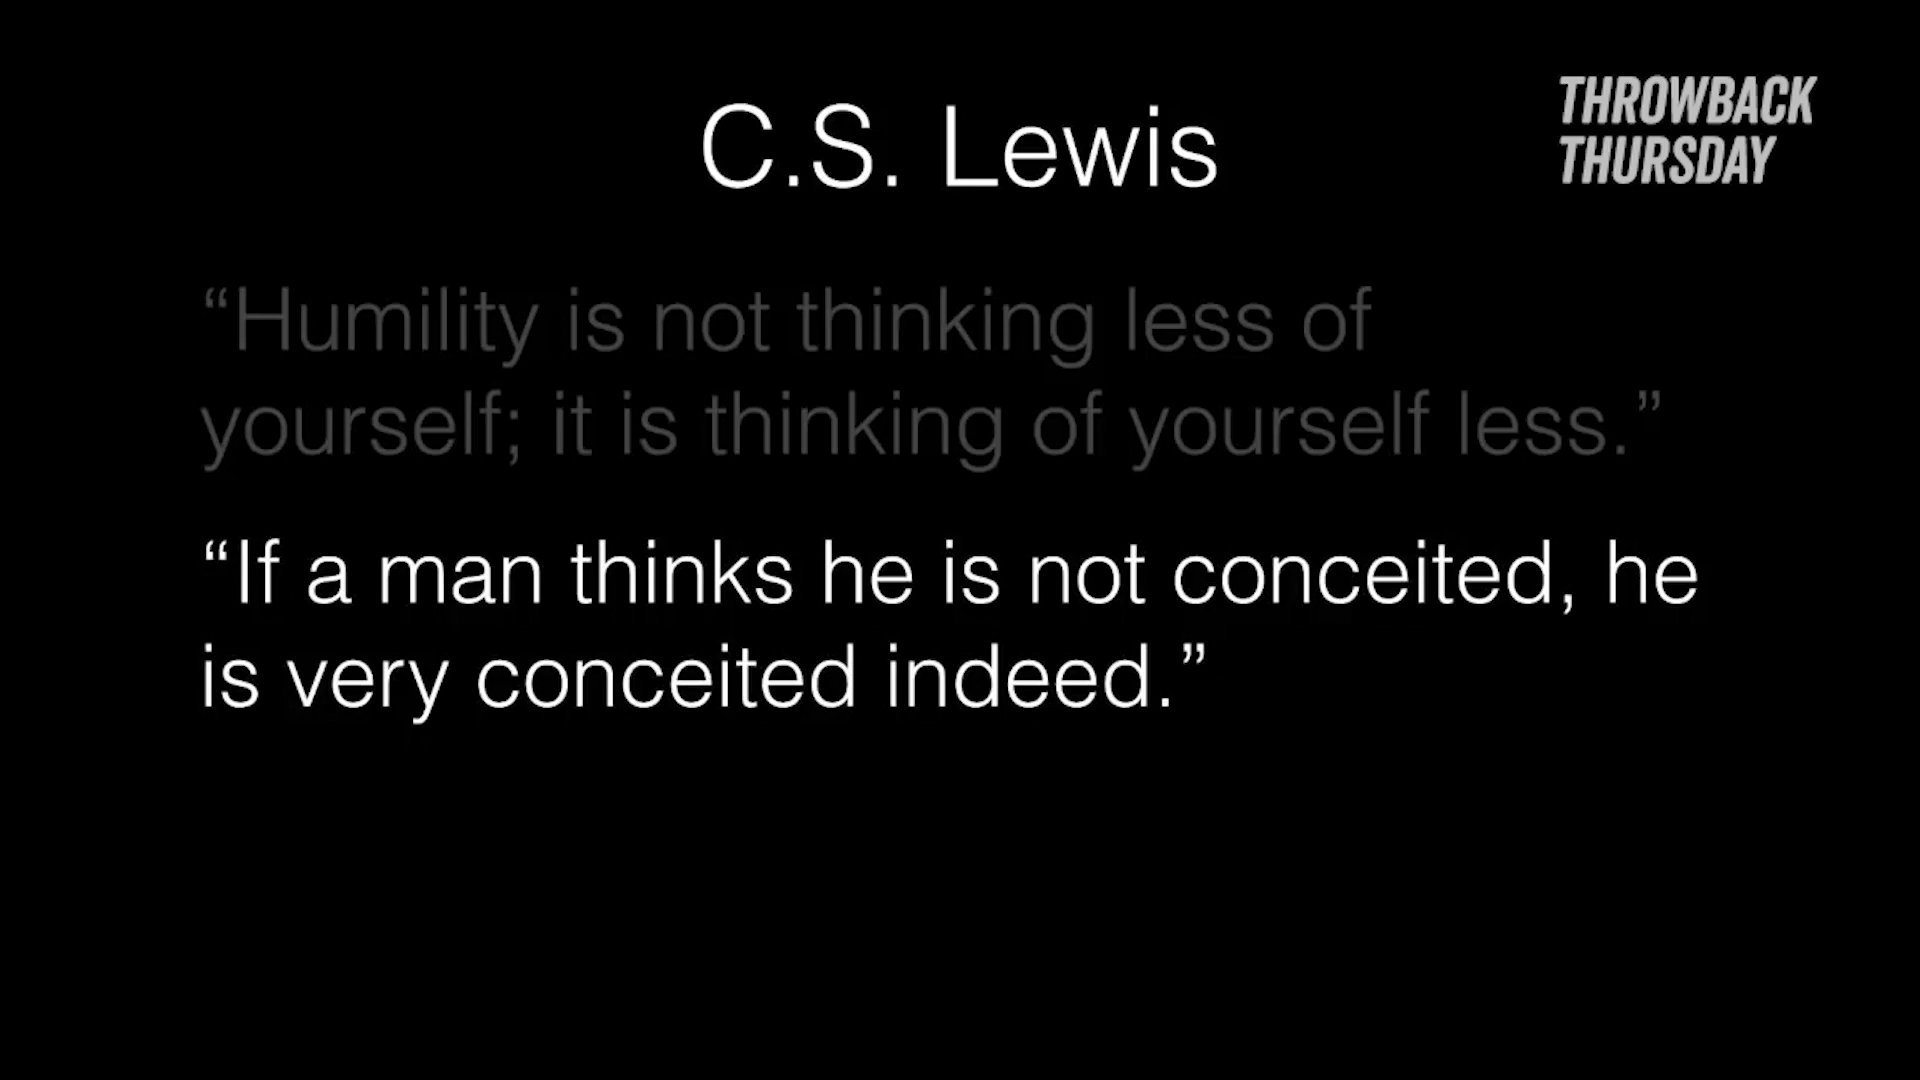 C.S. Lewis
THROWBACK
THURSDAY
“Humility is not thinking less of
yourself; it is thinking of yourself less.”
“If a man thinks he is not conceited, he
is very conceited indeed.”